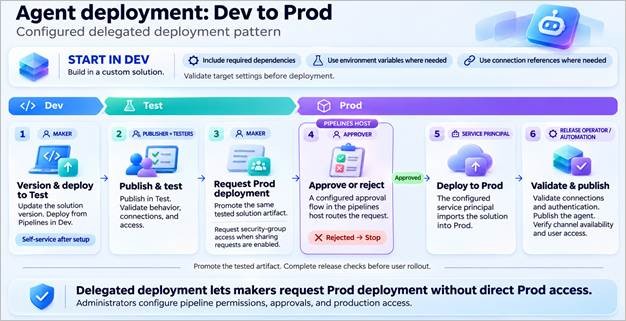 Agent deployment: Dev to Prod
Configured delegated deployment pattern
START IN DEV
Build in a custom solution.
Include required dependencies
Use environment variables where needed
Use connection references where needed
Validate target settings before deployment.
</> Dev
Test
Prod
PIPELINES HOST
1
MAKER
Version & deploy
to Test
Update the solution
version. Deploy from
Pipelines in Dev.
Self-service after setup
2
PUBLISHER + TESTERS
Publish & test
Publish in Test.
Validate behavior,
connections, and
access.
3
MAKER
Request Prod
deployment
Promote the same
tested solution artifact.
Request security-group
access when sharing
requests are enabled.
4
APPROVER
Approve or reject
A configured approval
flow in the pipelines
host routes the request.
Rejected → Stop
Approved
5
SERVICE PRINCIPAL
Deploy to Prod
The configured
service principal
imports the solution
into Prod.
6
RELEASE OPERATOR /
AUTOMATION
Validate & publish
Validate connections
and authentication.
Publish the agent.
Verify channel availability
and user access.
Promote the tested artifact. Complete release checks before user rollout.
Delegated deployment lets makers request Prod deployment without direct Prod access.
Administrators configure pipeline permissions, approvals, and production access.